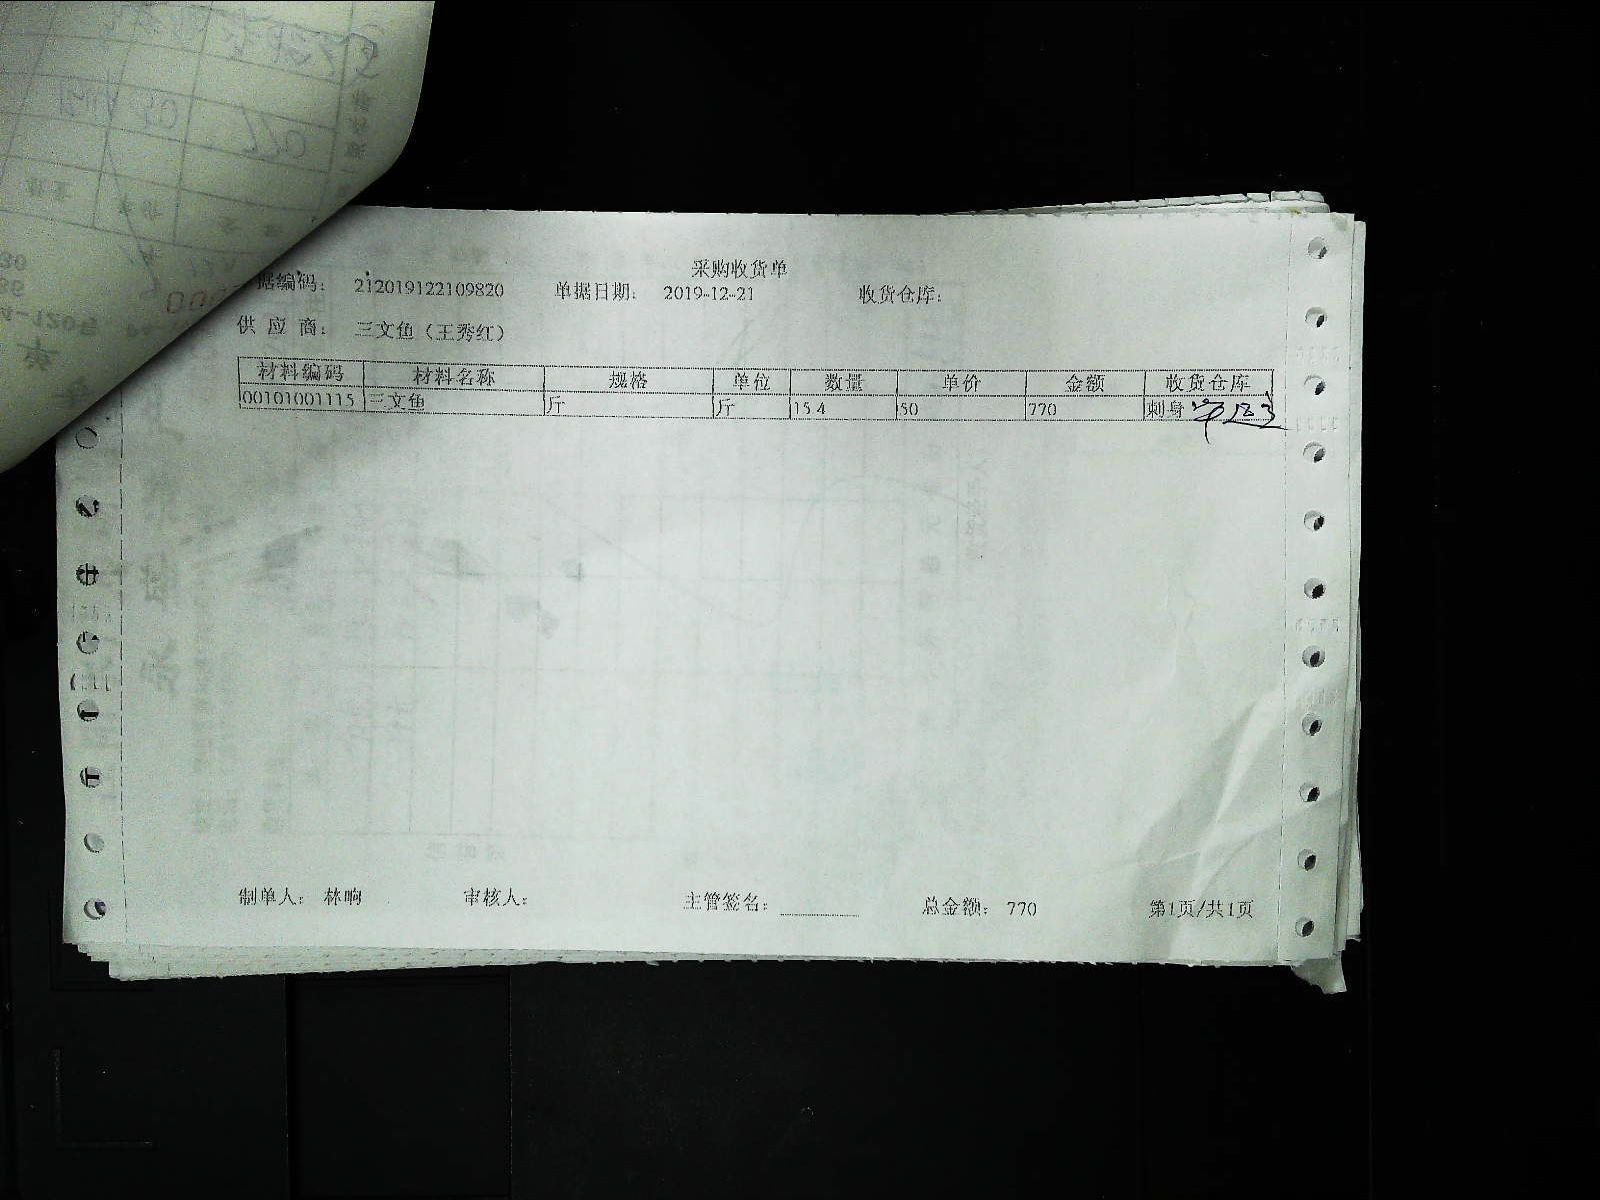 采购收货单
据编码： 212019122109820 单据日期： 2019-12-21 收货仓库：
供 应 商： 三文鱼（王秀红）
材料编码 材料名称 规格 单位 数量 单价 金额 收货仓库
00101001115 三文鱼 斤 斤 15.4 50 770 刺身
制单人： 林啊 审核人： 主管签名： 总金额： 770 第1页/共1页